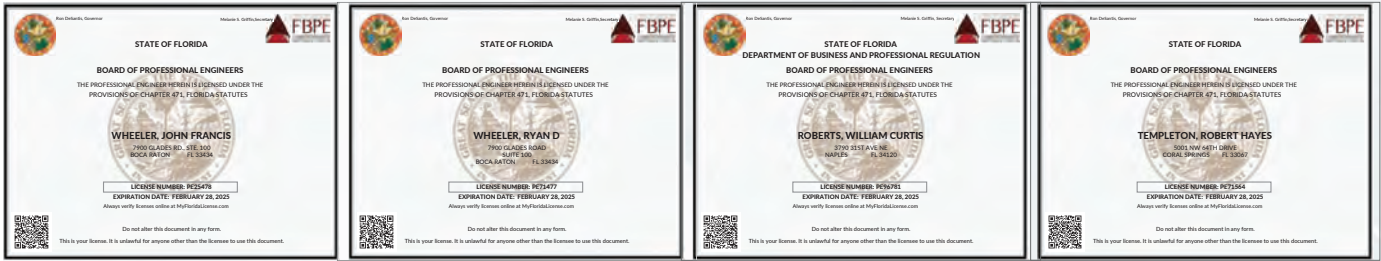 Ron DeSantis, Governor
Melanie S. Griffin, Secretary
FBPE
STATE OF FLORIDA
BOARD OF PROFESSIONAL ENGINEERS
THE PROFESSIONAL ENGINEER HEREIN IS LICENSED UNDER THE
PROVISIONS OF CHAPTER 471, FLORIDA STATUTES
WHEELER, JOHN FRANCIS
7900 GLADES RD., STE. 100
BOCA RATON FL 33434
LICENSE NUMBER: PE25478
EXPIRATION DATE: FEBRUARY 28, 2025
Always verify licenses online at MyFloridaLicense.com
Do not alter this document in any form.
This is your license. It is unlawful for anyone other than the licensee to use this document.
Ron DeSantis, Governor
Melanie S. Griffin, Secretary
FBPE
STATE OF FLORIDA
BOARD OF PROFESSIONAL ENGINEERS
THE PROFESSIONAL ENGINEER HEREIN IS LICENSED UNDER THE
PROVISIONS OF CHAPTER 471, FLORIDA STATUTES
WHEELER, RYAN D
7900 GLADES ROAD
SUITE 100
BOCA RATON FL 33434
LICENSE NUMBER: PE71477
EXPIRATION DATE: FEBRUARY 28, 2025
Always verify licenses online at MyFloridaLicense.com
Do not alter this document in any form.
This is your license. It is unlawful for anyone other than the licensee to use this document.
Ron DeSantis, Governor
Melanie S. Griffin, Secretary
FBPE
STATE OF FLORIDA
DEPARTMENT OF BUSINESS AND PROFESSIONAL REGULATION
BOARD OF PROFESSIONAL ENGINEERS
THE PROFESSIONAL ENGINEER HEREIN IS LICENSED UNDER THE
PROVISIONS OF CHAPTER 471, FLORIDA STATUTES
ROBERTS, WILLIAM CURTIS
3790 31ST AVE NE
NAPLES FL 34120
LICENSE NUMBER: PE96781
EXPIRATION DATE: FEBRUARY 28, 2025
Always verify licenses online at MyFloridaLicense.com
Do not alter this document in any form.
This is your license. It is unlawful for anyone other than the licensee to use this document.
Ron DeSantis, Governor
Melanie S. Griffin, Secretary
FBPE
STATE OF FLORIDA
BOARD OF PROFESSIONAL ENGINEERS
THE PROFESSIONAL ENGINEER HEREIN IS LICENSED UNDER THE
PROVISIONS OF CHAPTER 471, FLORIDA STATUTES
TEMPLETON, ROBERT HAYES
5001 NW 64TH DRIVE
CORAL SPRINGS FL 33067
LICENSE NUMBER: PE71564
EXPIRATION DATE: FEBRUARY 28, 2025
Always verify licenses online at MyFloridaLicense.com
Do not alter this document in any form.
This is your license. It is unlawful for anyone other than the licensee to use this document.